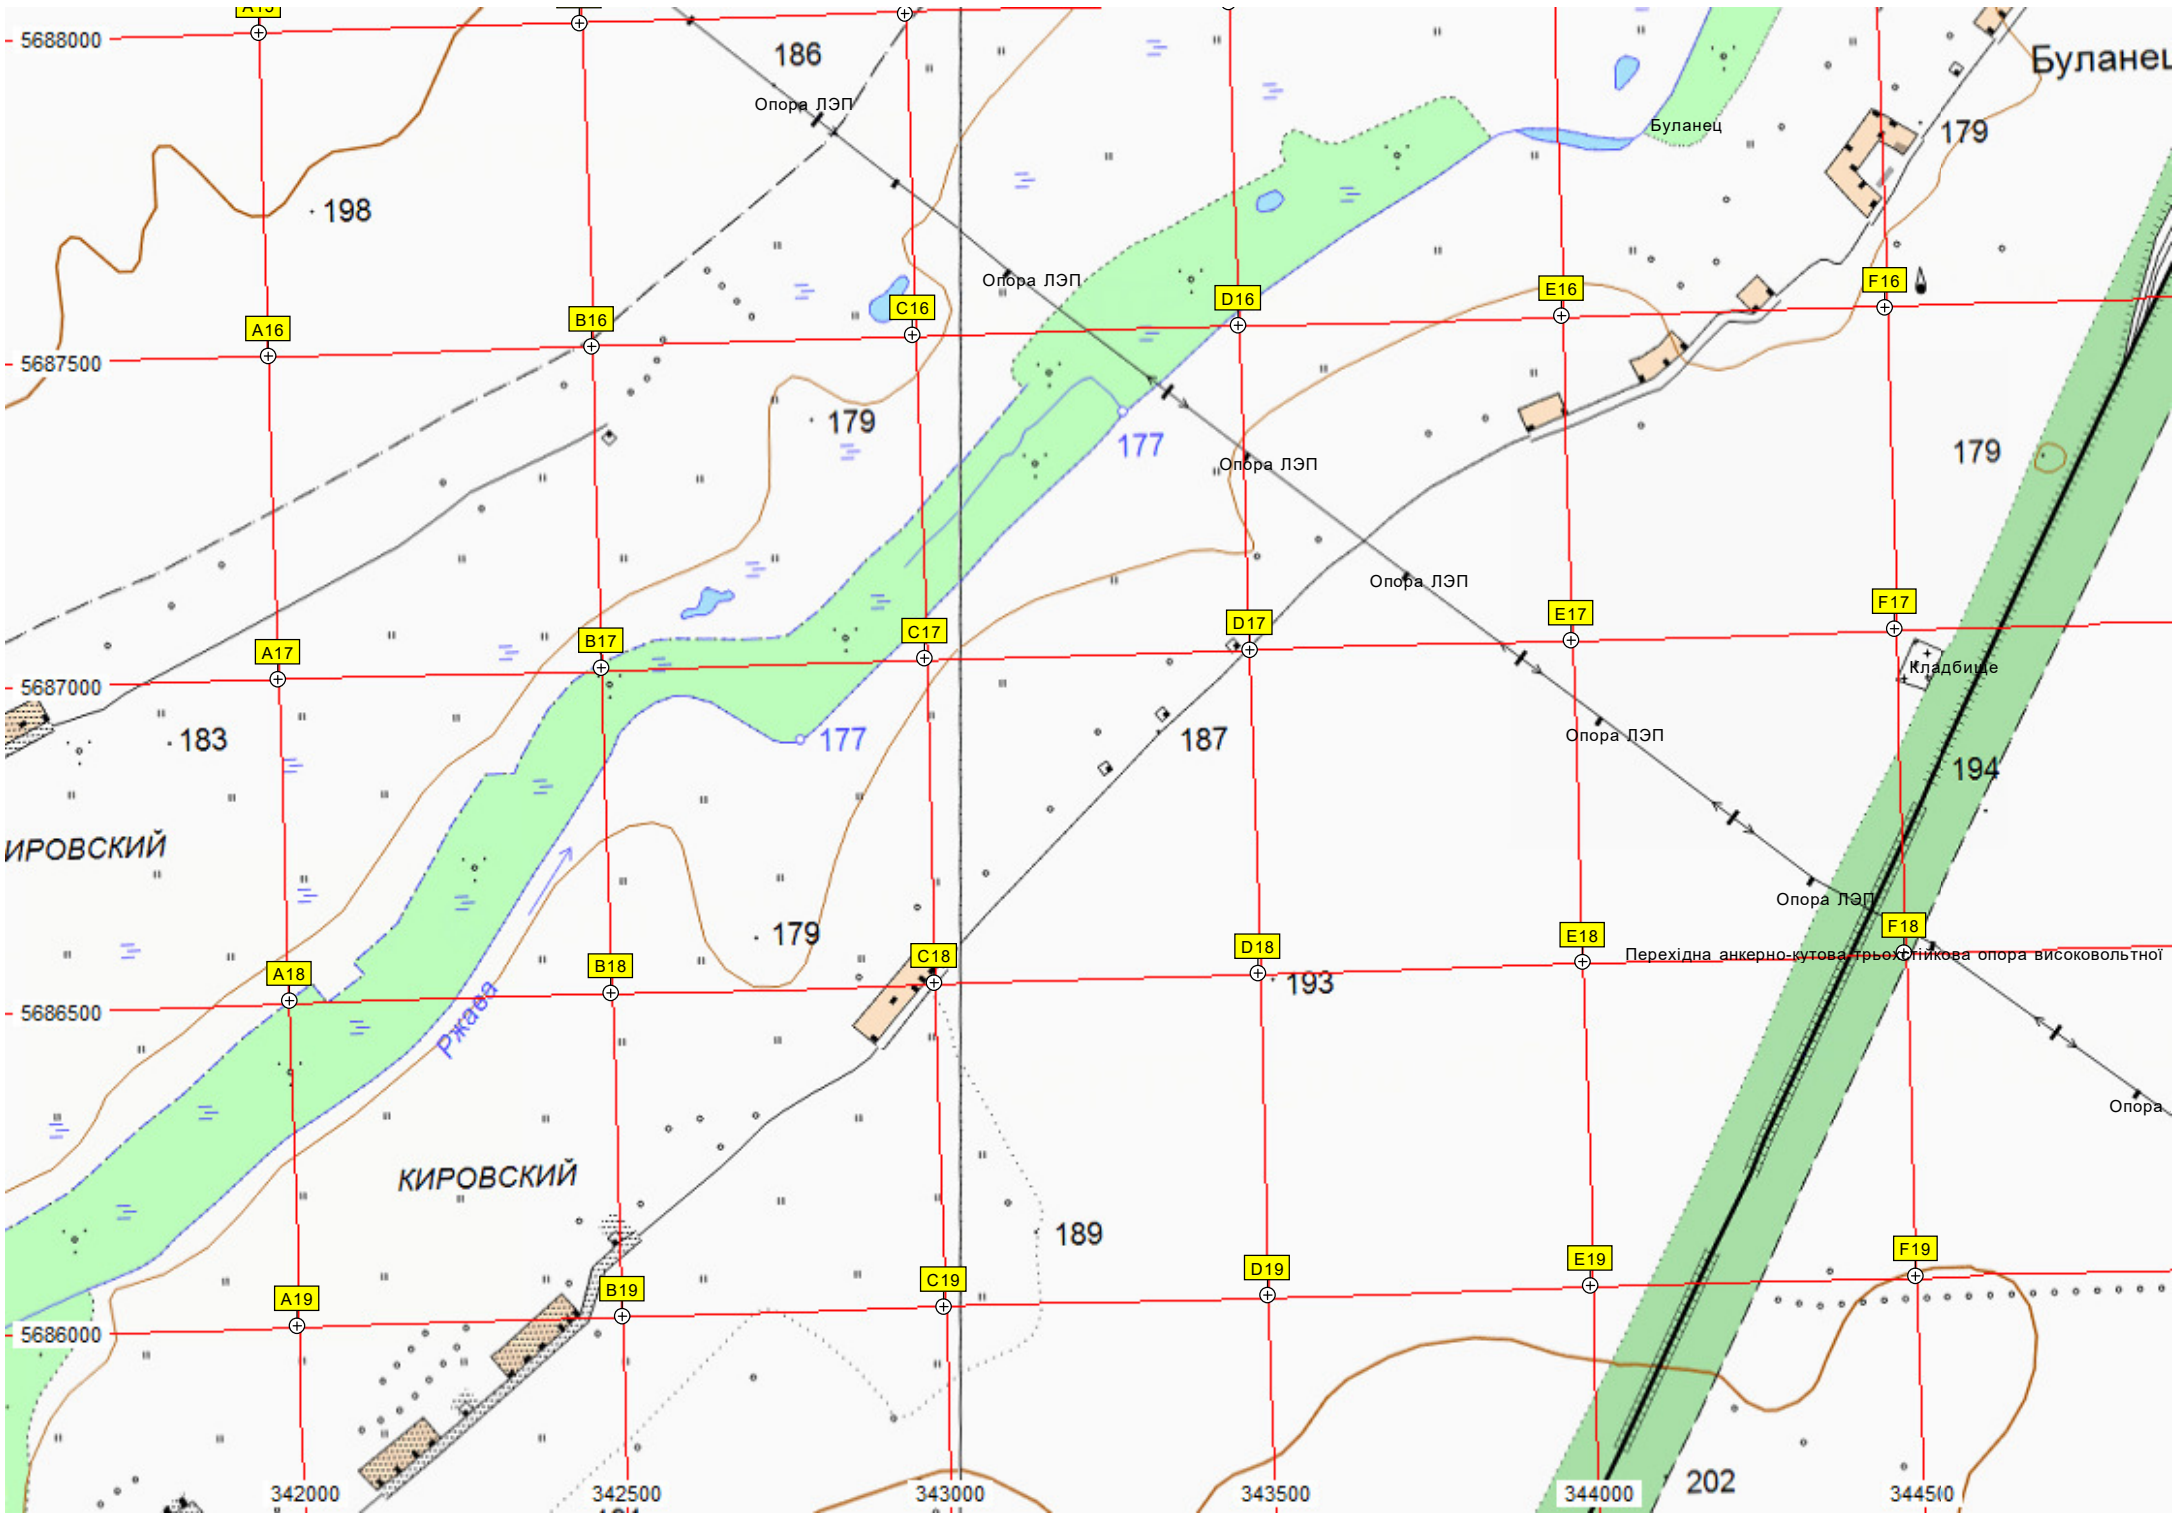 A15
5688000
186
Буланец
Опора ЛЭП
Буланец
179
198
Опора ЛЭП
A16
B16
C16
D16
E16
F16
5687500
179
177
Опора ЛЭП
179
Опора ЛЭП
A17
B17
C17
D17
E17
F17
Кладбище
5687000
183
177
187
Опора ЛЭП
194
ИРОВСКИЙ
179
Опора ЛЭП
A18
B18
C18
D18
E18
F18
Перехідна анкерно-кутова трьохстійкова опора високовольтної
193
5686500
Ржава
Опора
КИРОВСКИЙ
189
A19
B19
C19
D19
E19
F19
5686000
202
342000
342500
343000
343500
344000
344500